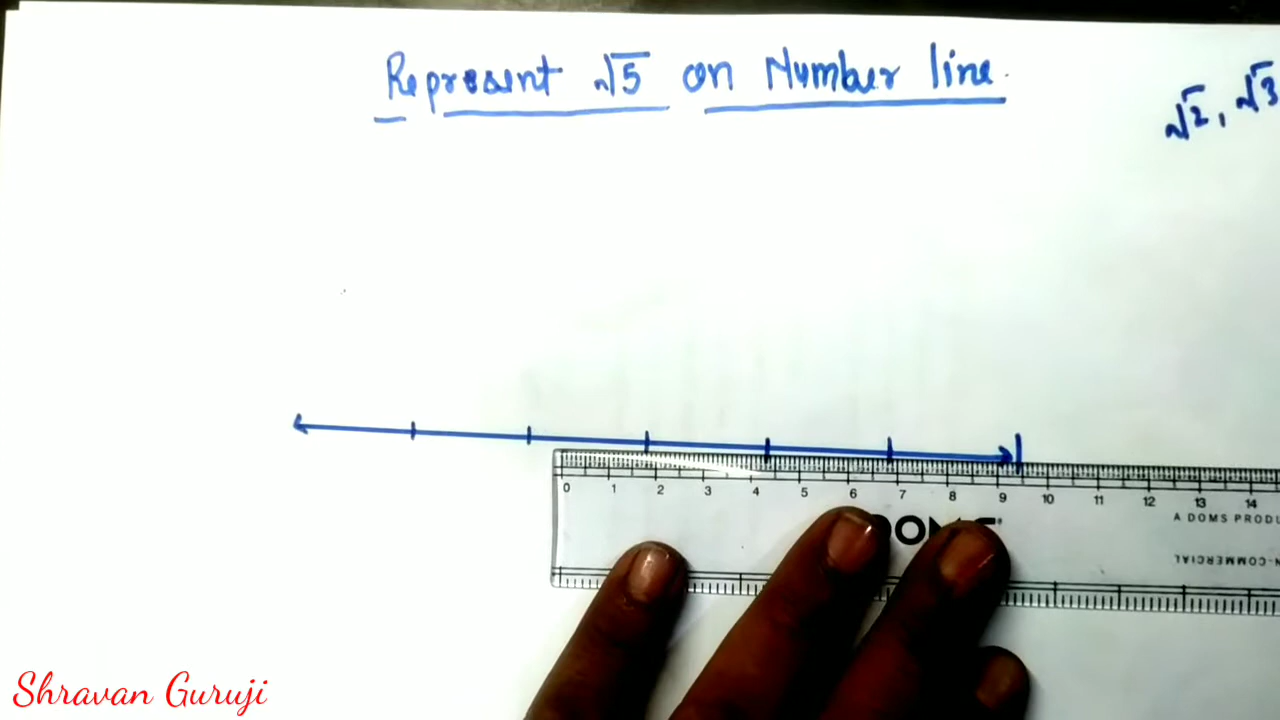 Represent √5 on Number line.
√2, √3
0 1 2 3 4 5 6 7 8 9 10 11 12 13 14
A DOMS PRODU
N-COMMERCIAL
Shravan Guruji